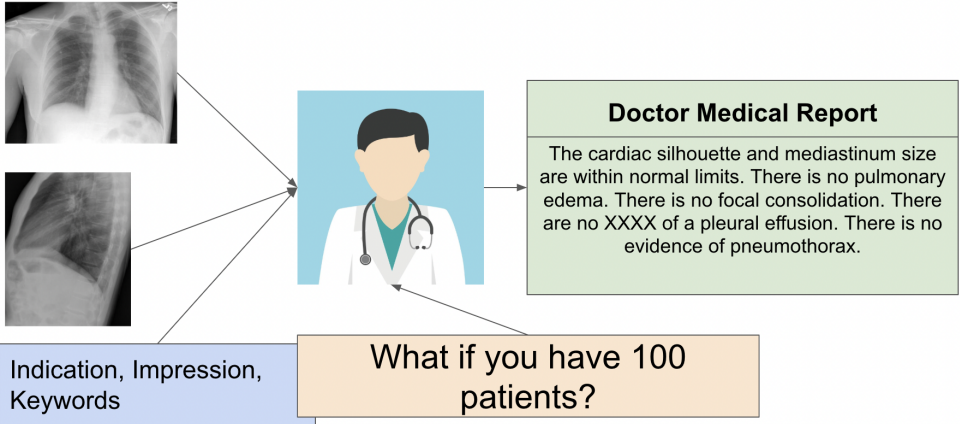 Doctor Medical Report
The cardiac silhouette and mediastinum size
are within normal limits. There is no pulmonary
edema. There is no focal consolidation. There
are no XXXX of a pleural effusion. There is no
evidence of pneumothorax.
Indication, Impression,
Keywords
What if you have 100
patients?